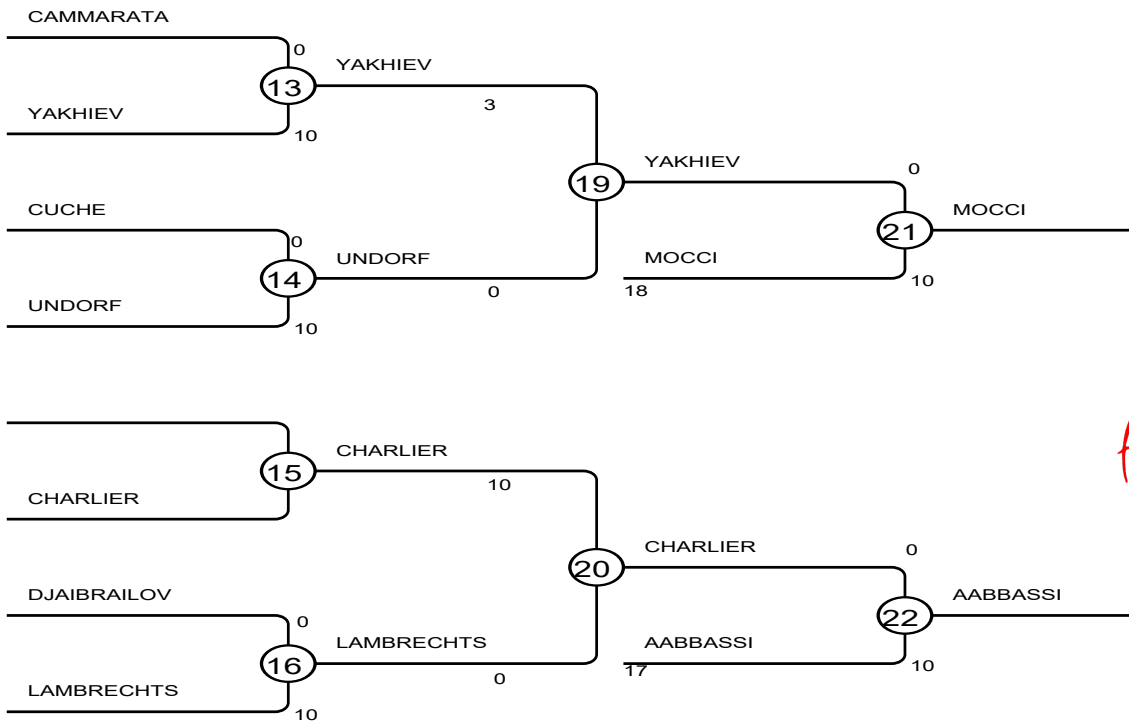 CAMMARATA
0
13
YAKHIEV
3
YAKHIEV
10
19
YAKHIEV
0
CUCHE
0
14
UNDORF
0
UNDORF
10
MOCCI
18
21
10
MOCCI
15
CHARLIER
10
CHARLIER
20
CHARLIER
0
DJAIBRAILOV
0
16
LAMBRECHTS
0
LAMBRECHTS
10
AABBASSI
17
22
10
AABBASSI